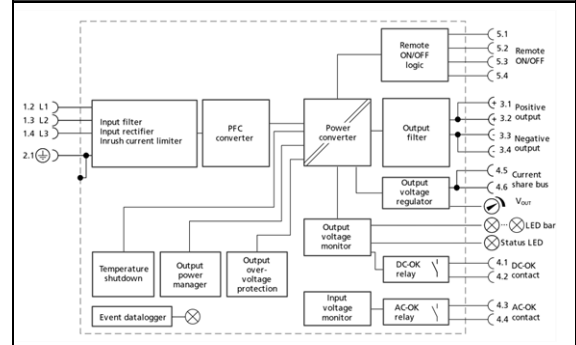 5.1
5.2
5.3
5.4
Remote
ON/OFF
Remote
ON/OFF
logic
1.2 L1
1.3 L2
1.4 L3
2.1
Input filter
Input rectifier
Inrush current limiter
PFC
converter
Power
converter
Output
filter
3.1
3.2
Positive
output
3.3
3.4
Negative
output
+
+
-
-
4.5
4.6
Current
share bus
Output
voltage
regulator
VOUT
Output
voltage
monitor
LED bar
Status LED
DC-OK
relay
4.1
4.2
DC-OK
contact
Temperature
shutdown
Output
power
manager
Output
over-
voltage
protection
Input
voltage
monitor
AC-OK
relay
4.3
4.4
AC-OK
contact
Event datalogger